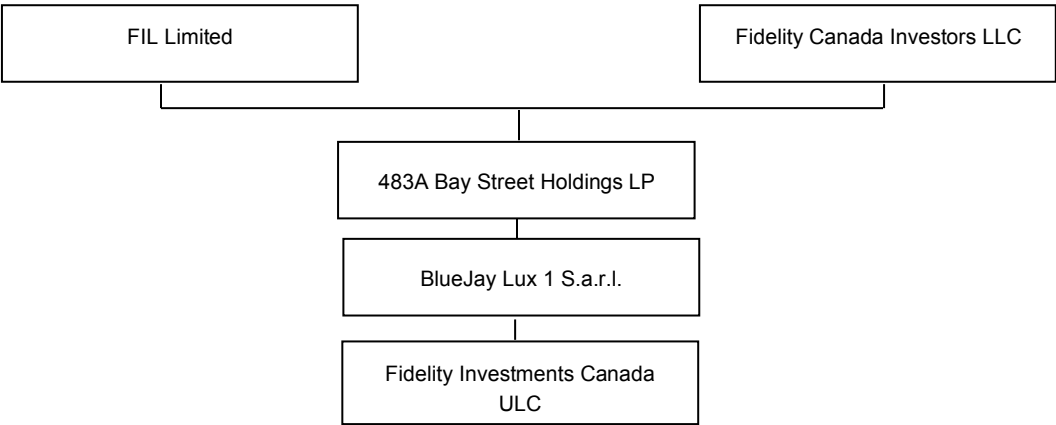 FIL Limited
Fidelity Canada Investors LLC
483A Bay Street Holdings LP
BlueJay Lux 1 S.a.r.l.
Fidelity Investments Canada
ULC